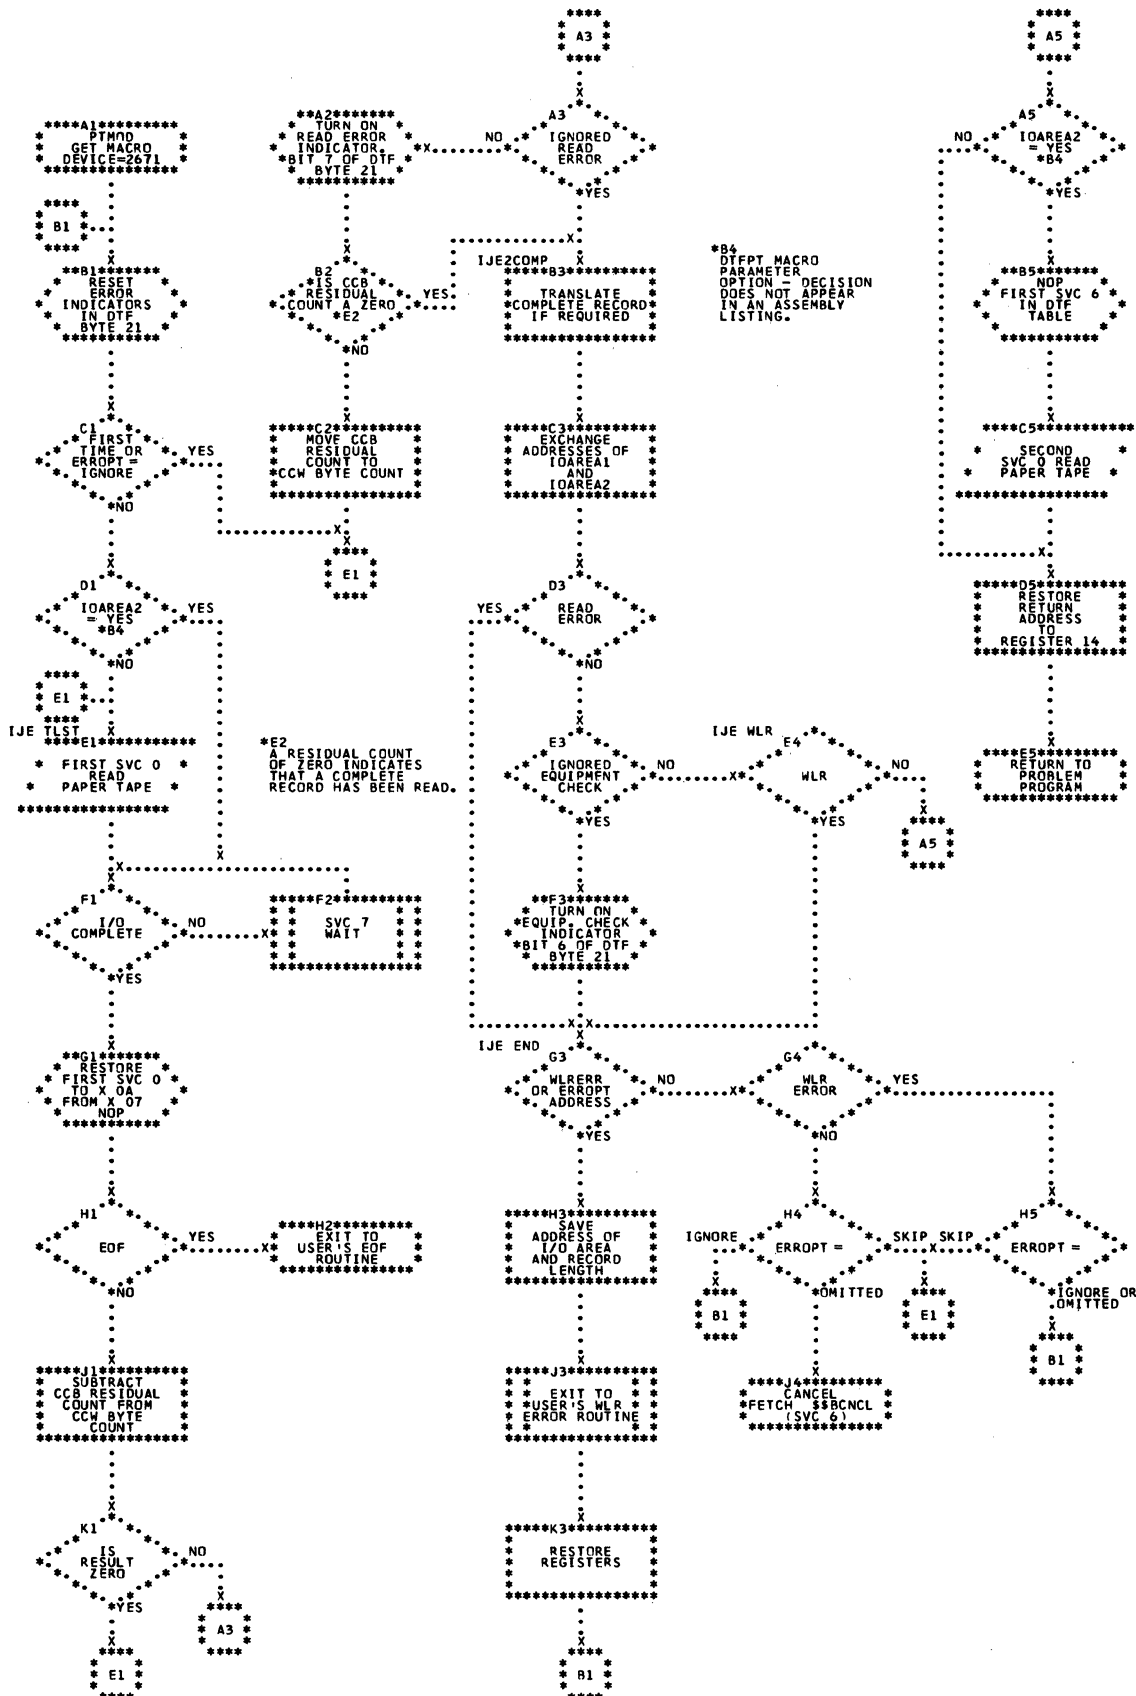 A3
A5
A1
PTMOD
GET MACRO
DEVICE=2671
A2
TURN ON
READ ERROR
INDICATOR.
BIT 7 OF DTF
BYTE 21
NO
A3
IGNORED
READ
ERROR
YES
NO
A5
IOAREA2
= YES
*B4
YES
B1
B1
RESET
ERROR
INDICATORS
IN DTF
BYTE 21
B2
IS CCB
RESIDUAL
COUNT A ZERO
*E2
YES
NO
IJE2COMP
B3
TRANSLATE
COMPLETE RECORD
IF REQUIRED
*B4
DTFPT MACRO
PARAMETER
OPTION - DECISION
DOES NOT APPEAR
IN AN ASSEMBLY
LISTING.
B5
NOP
FIRST SVC 6
IN DTF
TABLE
C1
FIRST
TIME OR
ERROPT =
IGNORE
YES
NO
C2
MOVE CCB
RESIDUAL
COUNT TO
CCW BYTE COUNT
E1
C3
EXCHANGE
ADDRESSES OF
IOAREA1
AND
IOAREA2
C5
SECOND
SVC 0 READ
PAPER TAPE
D1
IOAREA2
= YES
*B4
YES
NO
YES
D3
READ
ERROR
NO
D5
RESTORE
RETURN
ADDRESS
TO
REGISTER 14
E1
IJE TLST
E1
FIRST SVC 0
READ
PAPER TAPE
*E2
A RESIDUAL COUNT
OF ZERO INDICATES
THAT A COMPLETE
RECORD HAS BEEN READ.
E3
IGNORED
EQUIPMENT
CHECK
NO
YES
IJE WLR
E4
WLR
NO
YES
A5
E5
RETURN TO
PROBLEM
PROGRAM
F1
I/O
COMPLETE
NO
YES
F2
SVC 7
WAIT
F3
TURN ON
EQUIP. CHECK
INDICATOR
BIT 6 OF DTF
BYTE 21
G1
RESTORE
FIRST SVC 0
TO X 0A
FROM X 07
NOP
IJE END
G3
WLRERR
OR ERROPT
ADDRESS
NO
YES
G4
WLR
ERROR
YES
NO
H1
EOF
YES
NO
H2
EXIT TO
USER'S EOF
ROUTINE
H3
SAVE
ADDRESS OF
I/O AREA
AND RECORD
LENGTH
IGNORE
H4
ERROPT =
SKIP
OMITTED
SKIP
H5
ERROPT =
IGNORE OR
OMITTED
B1
E1
B1
J1
SUBTRACT
CCB RESIDUAL
COUNT FROM
CCW BYTE
COUNT
J3
EXIT TO
USER'S WLR
ERROR ROUTINE
J4
CANCEL
FETCH $$BCNCL
(SVC 6)
K1
IS
RESULT
ZERO
NO
YES
A3
E1
K3
RESTORE
REGISTERS
B1